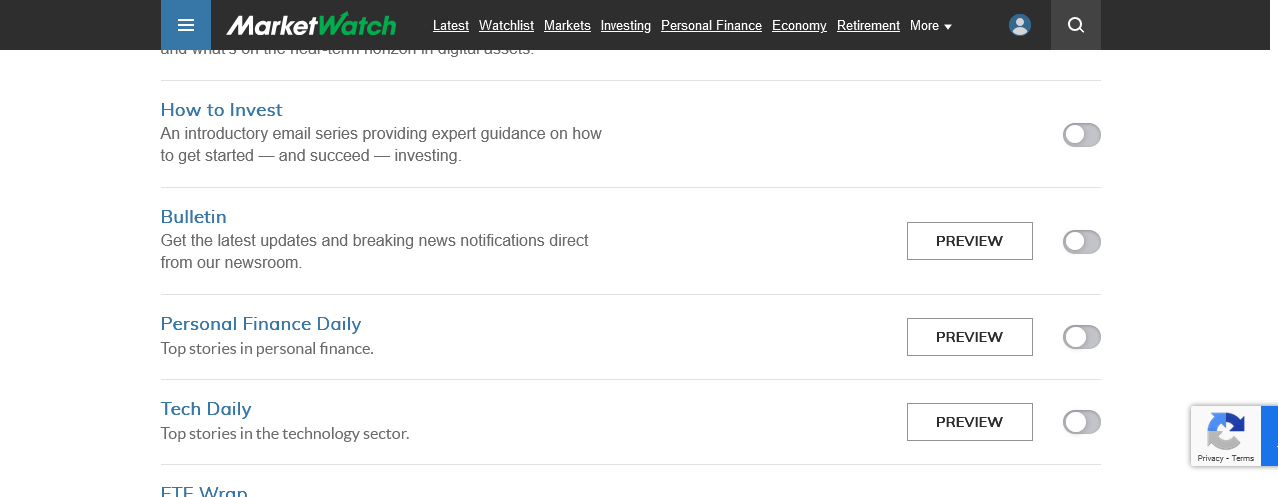 MarketWatch
Latest Watchlist Markets Investing Personal Finance Economy Retirement More
and what's on the near-term horizon in digital assets.
How to Invest
An introductory email series providing expert guidance on how
to get started — and succeed — investing.
Bulletin
Get the latest updates and breaking news notifications direct
from our newsroom.
PREVIEW
Personal Finance Daily
Top stories in personal finance.
PREVIEW
Tech Daily
Top stories in the technology sector.
PREVIEW
Privacy - Terms
ETF Wrap